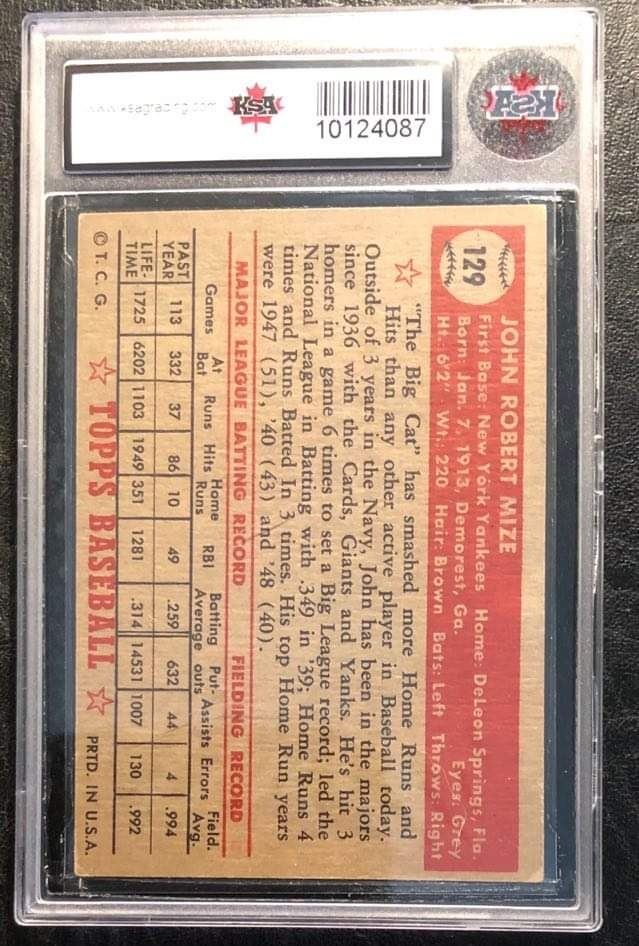 www.ksagrading.com
KSA
10124087
KSA
129
JOHN ROBERT MIZE
First Base: New York Yankees Home: DeLeon Springs, Fla.
Born: Jan. 7, 1913, Demorest, Ga. Eyes: Grey
Ht.: 6'2" Wt.: 220 Hair: Brown Bats: Left Throws: Right
"The Big Cat" has smashed more Home Runs and
Hits than any other active player in Baseball today.
Outside of 3 years in the Navy, John has been in the majors
since 1936 with the Cards, Giants and Yanks. He's hit 3
homers in a game 6 times to set a Big League record; led the
National League in Batting with .349 in '39; Home Runs 4
times and Runs Batted In 3 times. His top Home Run years
were 1947 (51), '40 (43) and '48 (40).
MAJOR LEAGUE BATTING RECORD FIELDING RECORD
Games At Bat Runs Hits Home Runs RBI Batting Average Put-outs Assists Errors Field. Avg.
PAST YEAR 113 332 37 86 10 49 .259 632 44 4 .994
LIFE-TIME 1725 6202 1103 1949 351 1281 .314 14531 1007 130 .992
© T. C. G. TOPPS BASEBALL PRTD. IN U.S.A.